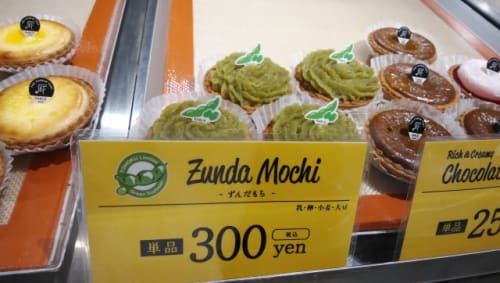 Zunda Mochi
- ずんだもち -
乳・卵・小麦・大豆
単品 300 税込 yen
Rich & Creamy
Chocola
単品 25